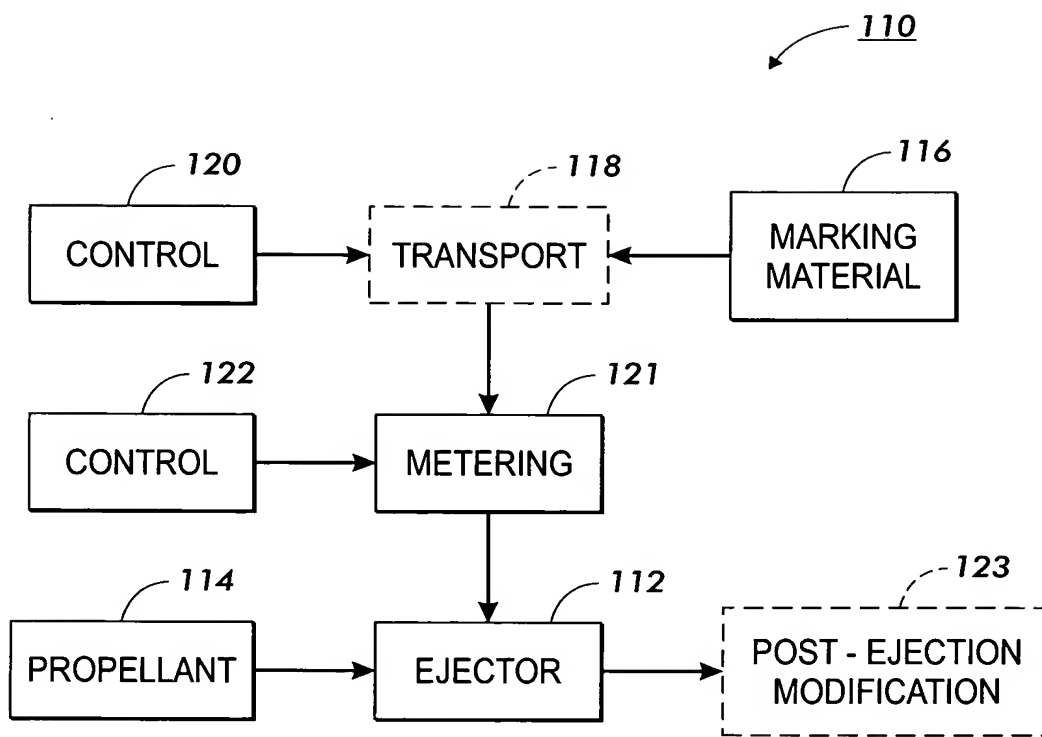 110
120
118
116
CONTROL
TRANSPORT
MARKING
MATERIAL
122
121
CONTROL
METERING
114
112
123
PROPELLANT
EJECTOR
POST - EJECTION
MODIFICATION